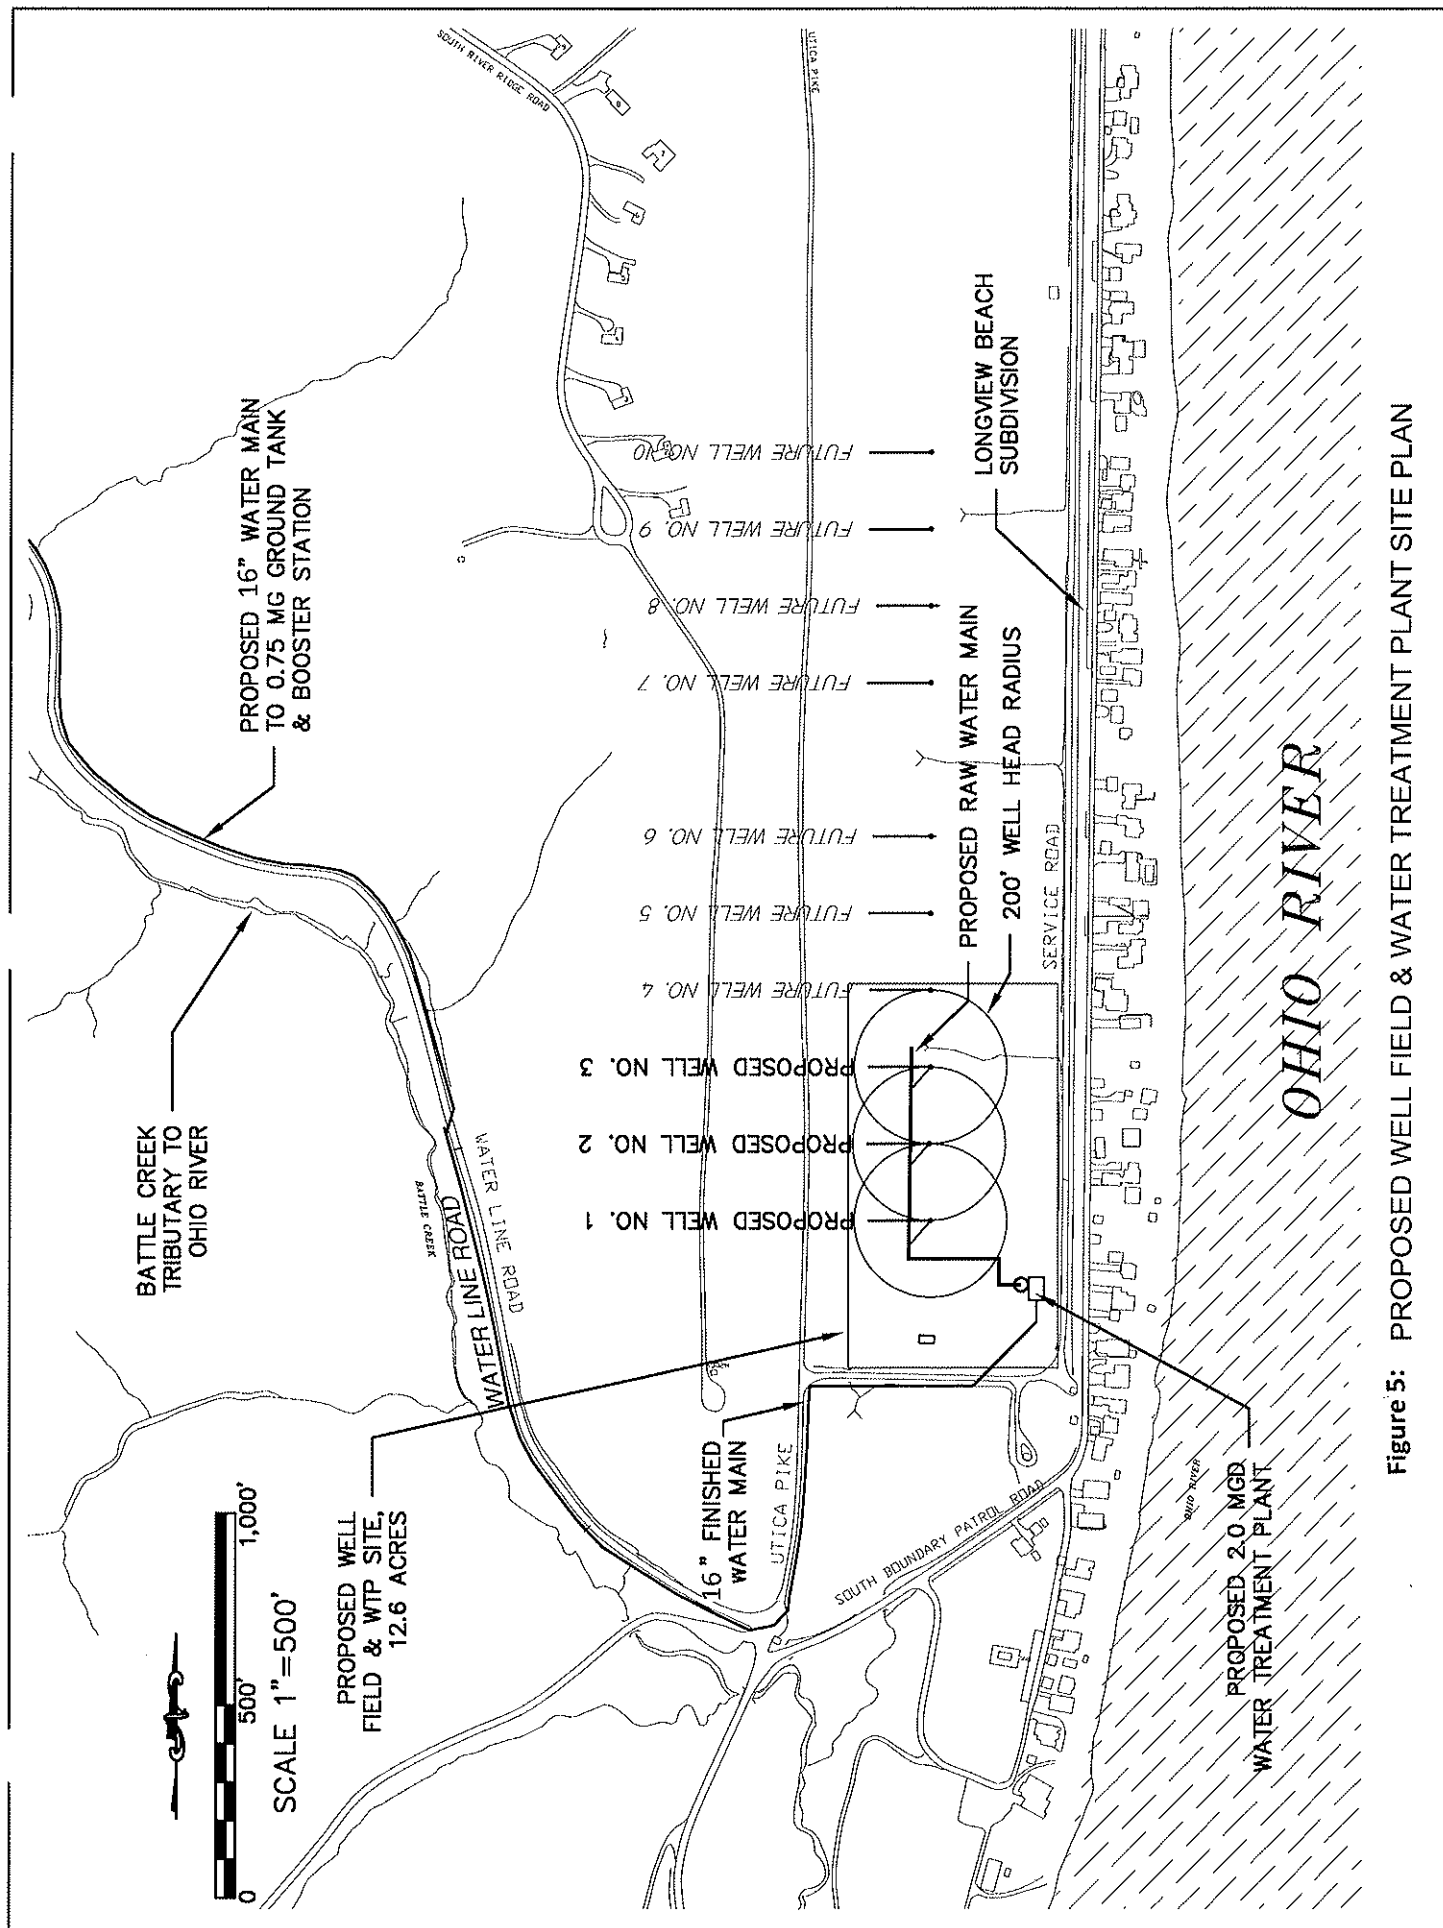 SOUTH RIVER RIDGE ROAD
UTICA PIKE
PROPOSED 16" WATER MAIN
TO 0.75 MG GROUND TANK
& BOOSTER STATION
BATTLE CREEK
TRIBUTARY TO
OHIO RIVER
BATTLE CREEK
WATER LINE ROAD
WATER LINE ROAD
0
500'
1,000'
SCALE 1"=500'
PROPOSED WELL
FIELD & WTP SITE,
12.6 ACRES
16" FINISHED
WATER MAIN
UTICA PIKE
SOUTH BOUNDARY PATROL ROAD
PROPOSED WELL NO. 1
PROPOSED WELL NO. 2
PROPOSED WELL NO. 3
FUTURE WELL NO. 4
FUTURE WELL NO. 5
FUTURE WELL NO. 6
FUTURE WELL NO. 7
FUTURE WELL NO. 8
FUTURE WELL NO. 9
FUTURE WELL NO. 10
PROPOSED RAW WATER MAIN
200' WELL HEAD RADIUS
LONGVIEW BEACH
SUBDIVISION
SERVICE ROAD
PROPOSED 2.0 MGD
WATER TREATMENT PLANT
OHIO RIVER
OHIO RIVER
Figure 5: PROPOSED WELL FIELD & WATER TREATMENT PLANT SITE PLAN